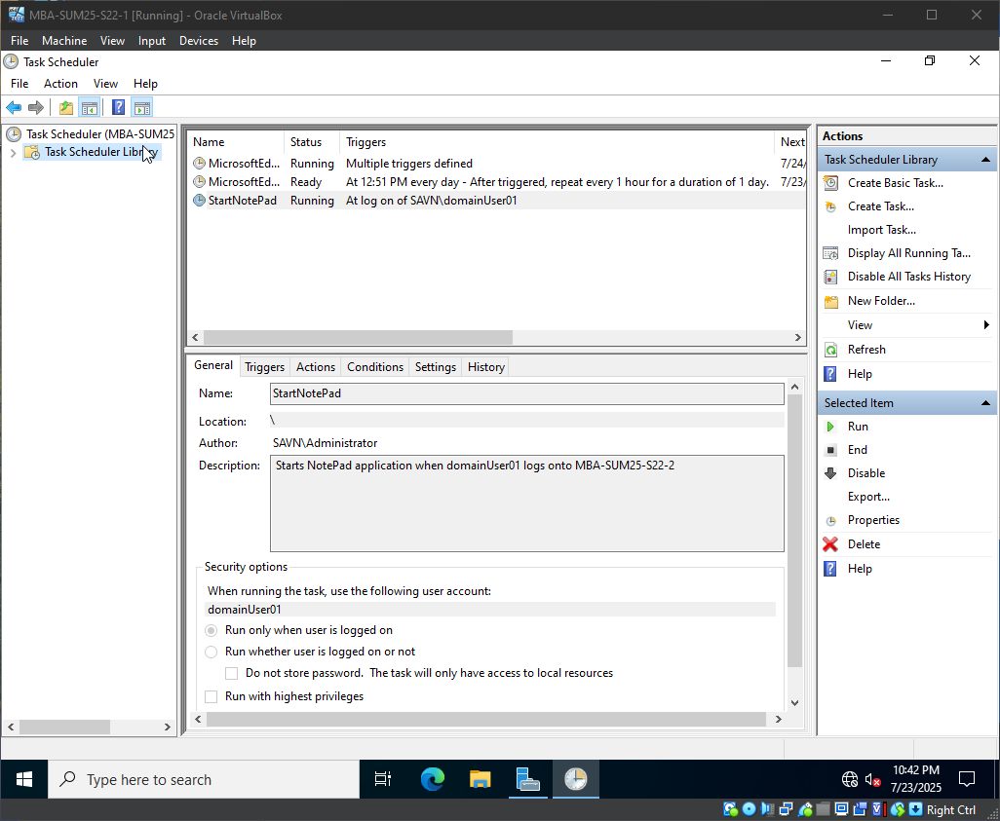 MBA-SUM25-S22-1 [Running] - Oracle VirtualBox
File Machine View Input Devices Help
Task Scheduler
File Action View Help
Task Scheduler (MBA-SUM25
Task Scheduler Library
Name Status Triggers Next
MicrosoftEd... Running Multiple triggers defined 7/24/
MicrosoftEd... Ready At 12:51 PM every day - After triggered, repeat every 1 hour for a duration of 1 day. 7/23/
StartNotePad Running At log on of SAVN\domainUser01
General Triggers Actions Conditions Settings History
Name: StartNotePad
Location: \
Author: SAVN\Administrator
Description: Starts NotePad application when domainUser01 logs onto MBA-SUM25-S22-2
Security options
When running the task, use the following user account:
domainUser01
Run only when user is logged on
Run whether user is logged on or not
Do not store password. The task will only have access to local resources
Run with highest privileges
Actions
Task Scheduler Library
Create Basic Task...
Create Task...
Import Task...
Display All Running Ta...
Disable All Tasks History
New Folder...
View
Refresh
Help
Selected Item
Run
End
Disable
Export...
Properties
Delete
Help
Type here to search
10:42 PM
7/23/2025
Right Ctrl